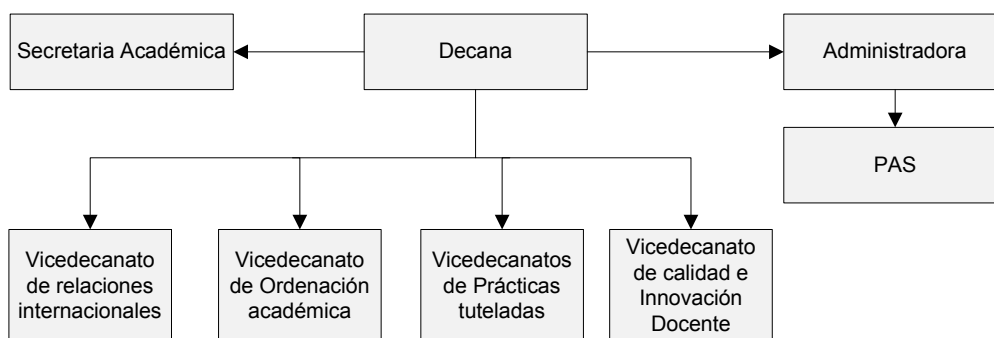 Secretaria Académica
Decana
Administradora
PAS
Vicedecanato
de relaciones
internacionales
Vicedecanato
de Ordenación
académica
Vicedecanatos
de Prácticas
tuteladas
Vicedecanato
de calidad e
Innovación
Docente